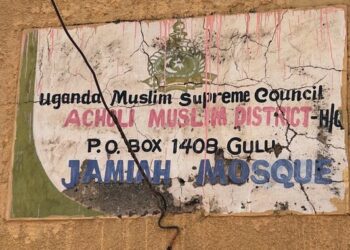 Uganda Muslim Supreme Council
ACHOLI MUSLIM DISTRICT-H/Q
P.O. BOX 1408, GULU
JAMIAH MOSQUE